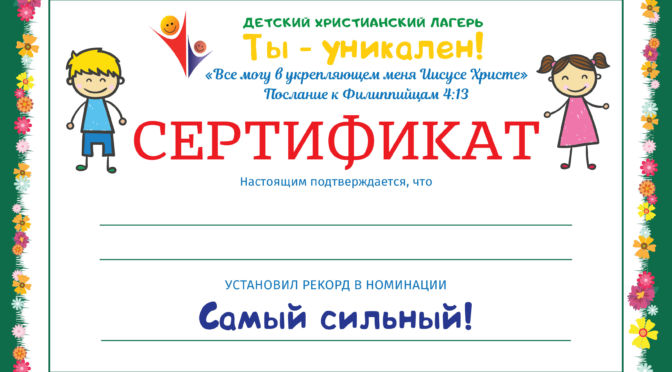 ДЕТСКИЙ ХРИСТИАНСКИЙ ЛАГЕРЬ
Ты - уникален!
«Все могу в укрепляющем меня Иисусе Христе»
Послание к Филиппийцам 4:13
СЕРТИФИКАТ
Настоящим подтверждается, что
УСТАНОВИЛ РЕКОРД В НОМИНАЦИИ
Самый сильный!